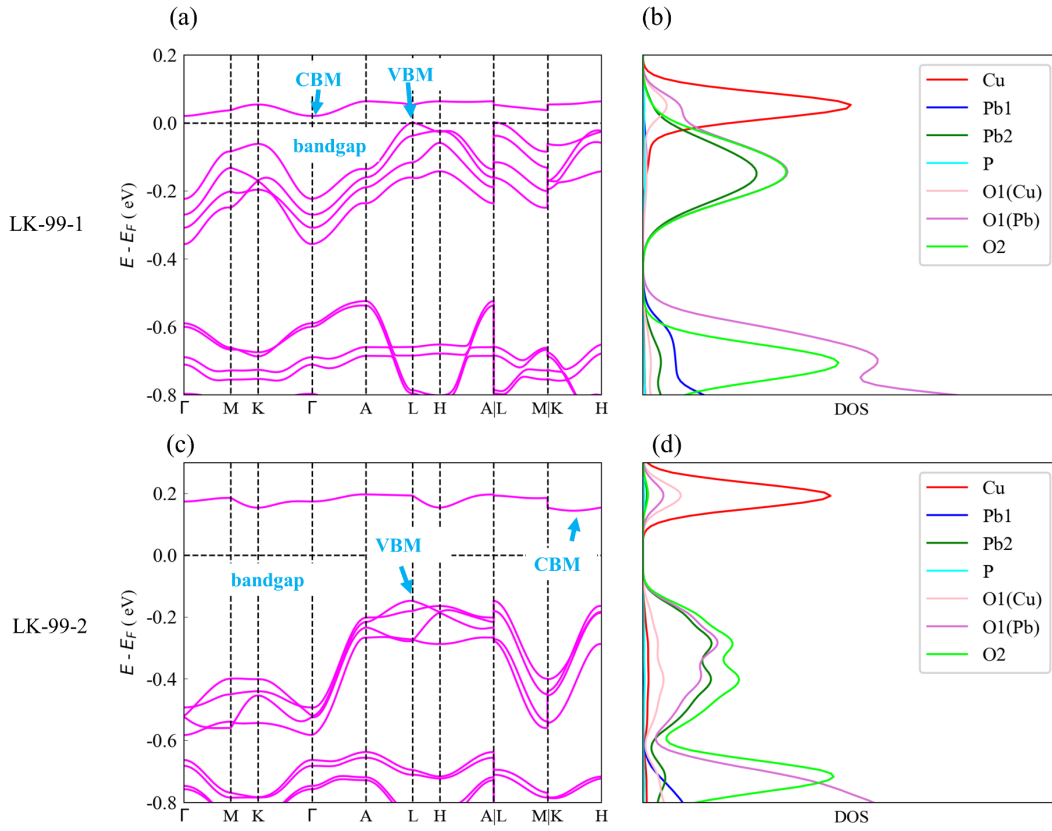 (a)
(b)
LK-99-1
E - E_F ( eV)
0.2
0.0
-0.2
-0.4
-0.6
-0.8
CBM
VBM
bandgap
Γ M K Γ A L H A|L M|K H
Cu
Pb1
Pb2
P
O1(Cu)
O1(Pb)
O2
DOS
(c)
(d)
LK-99-2
E - E_F ( eV)
0.2
0.0
-0.2
-0.4
-0.6
-0.8
VBM
CBM
bandgap
Γ M K Γ A L H A|L M|K H
Cu
Pb1
Pb2
P
O1(Cu)
O1(Pb)
O2
DOS